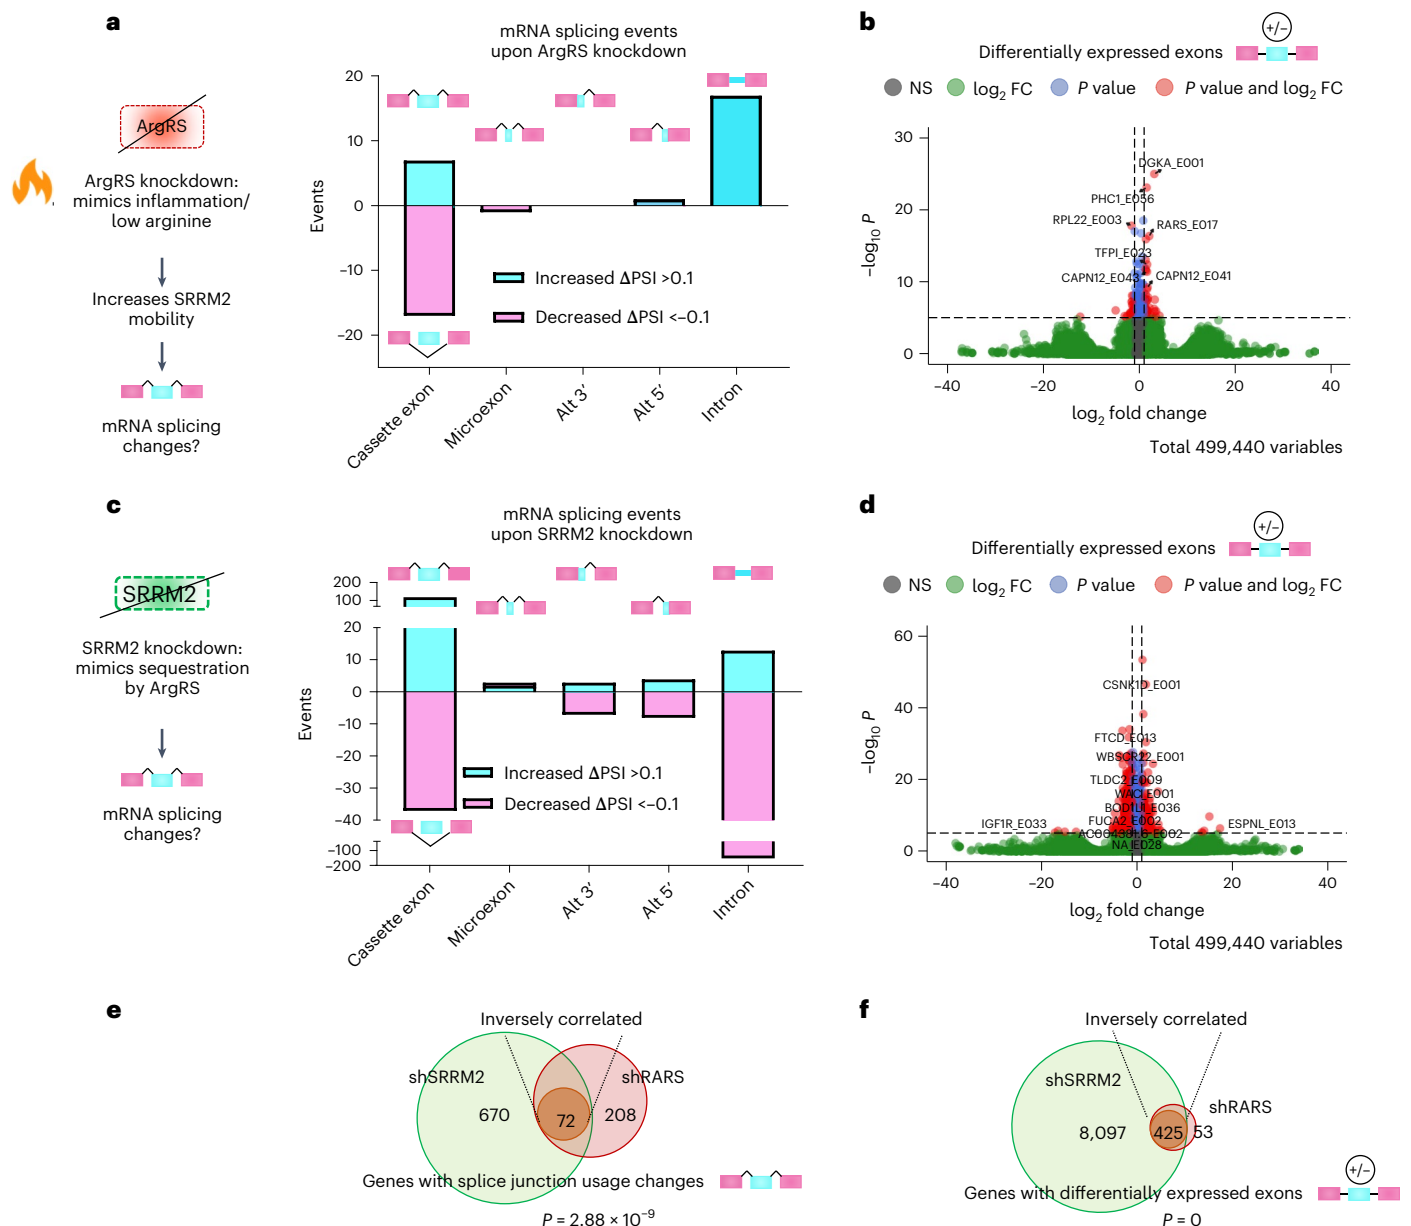 a
mRNA splicing events
upon ArgRS knockdown
ArgRS
ArgRS knockdown:
mimics inflammation/
low arginine
Increases SRRM2
mobility
mRNA splicing
changes?
Events
20
10
0
−10
−20
Increased ΔPSI >0.1
Decreased ΔPSI <−0.1
Cassette exon
Microexon
Alt 3′
Alt 5′
Intron
b
+/−
Differentially expressed exons
NS
log2 FC
P value
P value and log2 FC
−log10 P
30
20
10
0
DGKA_E001
PHC1_E056
RPL22_E003
RARS_E017
TFPI_E023
CAPN12_E043
CAPN12_E041
−40
−20
0
20
40
log2 fold change
Total 499,440 variables
c
mRNA splicing events
upon SRRM2 knockdown
SRRM2
SRRM2 knockdown:
mimics sequestration
by ArgRS
mRNA splicing
changes?
Events
200
100
20
10
0
−10
−20
−30
−40
−100
−200
Increased ΔPSI >0.1
Decreased ΔPSI <−0.1
Cassette exon
Microexon
Alt 3′
Alt 5′
Intron
d
+/−
Differentially expressed exons
NS
log2 FC
P value
P value and log2 FC
−log10 P
60
40
20
0
FTCD_E013
WBSCR22_E001
TLDC2_E009
FUCA2_E002
IGF1R_E033
ESPNL_E013
−40
−20
0
20
40
log2 fold change
Total 499,440 variables
e
Inversely correlated
shSRRM2
shRARS
670
72
208
Genes with splice junction usage changes
P = 2.88 × 10−9
f
Inversely correlated
shSRRM2
shRARS
8,097
425
53
+/−
Genes with differentially expressed exons
P = 0